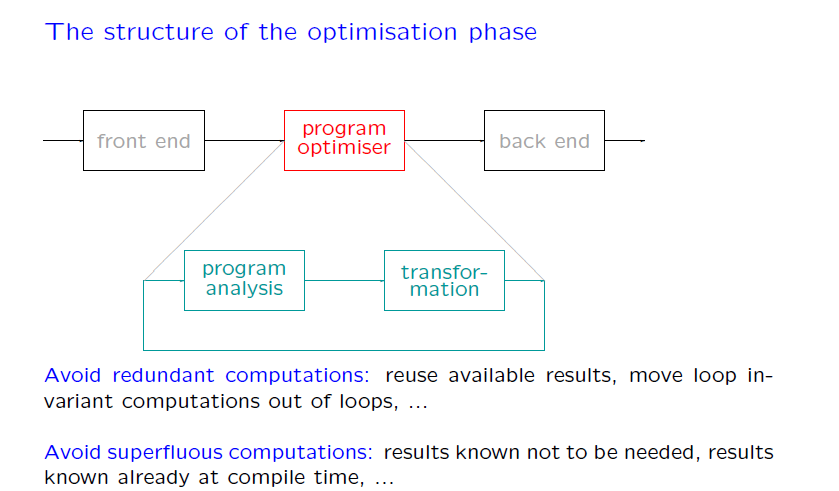 The structure of the optimisation phase
front end
program
optimiser
back end
program
analysis
transfor-
mation
Avoid redundant computations: reuse available results, move loop in-
variant computations out of loops, ...
Avoid superfluous computations: results known not to be needed, results
known already at compile time, ...